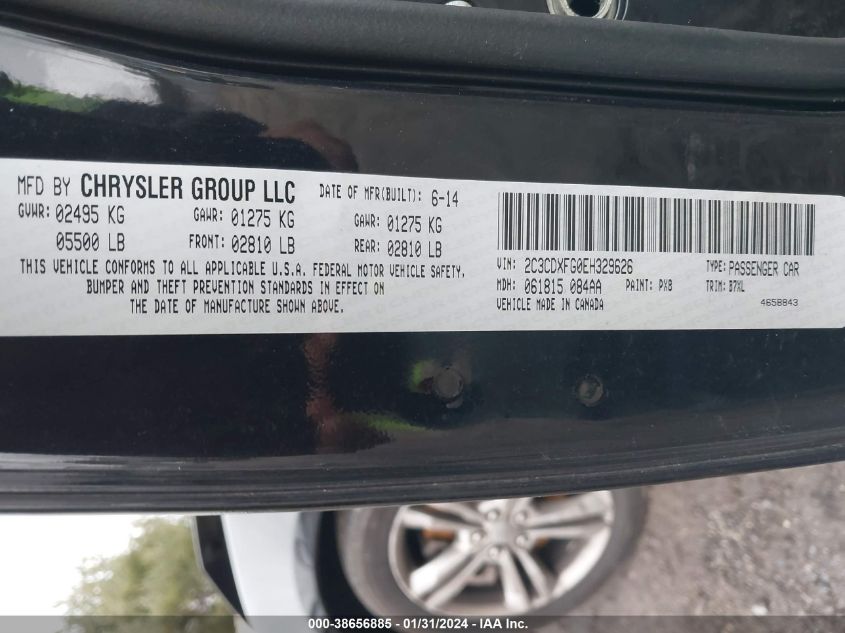 MFD BY CHRYSLER GROUP LLC DATE OF MFR(BUILT): 6-14
GVWR: 02495 KG GAWR: 01275 KG GAWR: 01275 KG
05500 LB FRONT: 02810 LB REAR: 02810 LB
THIS VEHICLE CONFORMS TO ALL APPLICABLE U.S.A. FEDERAL MOTOR VEHICLE SAFETY,
BUMPER AND THEFT PREVENTION STANDARDS IN EFFECT ON
THE DATE OF MANUFACTURE SHOWN ABOVE.
VIN: 2C3CDXFG0EH329626 TYPE: PASSENGER CAR
MDH: 061815 084AA PAINT: PX8 TRIM: B7XL
VEHICLE MADE IN CANADA 4658843
000-38656885 - 01/31/2024 - IAA Inc.